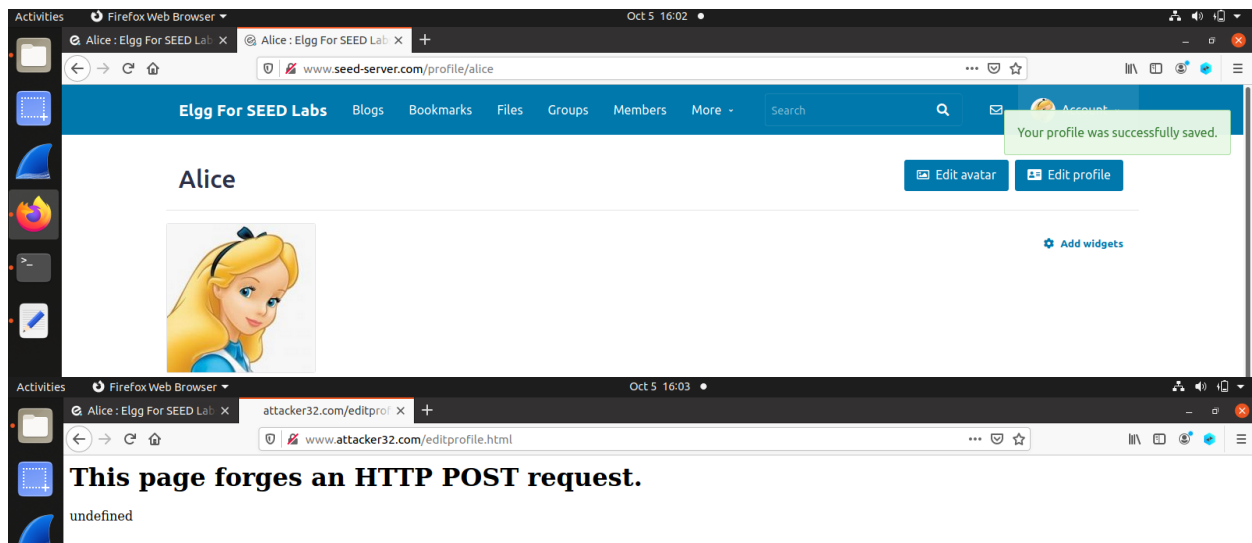 Activities Firefox Web Browser Oct 5 16:02
Alice : Elgg For SEED Lab Alice : Elgg For SEED Lab
www.seed-server.com/profile/alice
Elgg For SEED Labs Blogs Bookmarks Files Groups Members More Search Account
Your profile was successfully saved.
Alice Edit avatar Edit profile
Add widgets
Activities Firefox Web Browser Oct 5 16:03
Alice : Elgg For SEED Lab attacker32.com/editprof
www.attacker32.com/editprofile.html
This page forges an HTTP POST request.
undefined